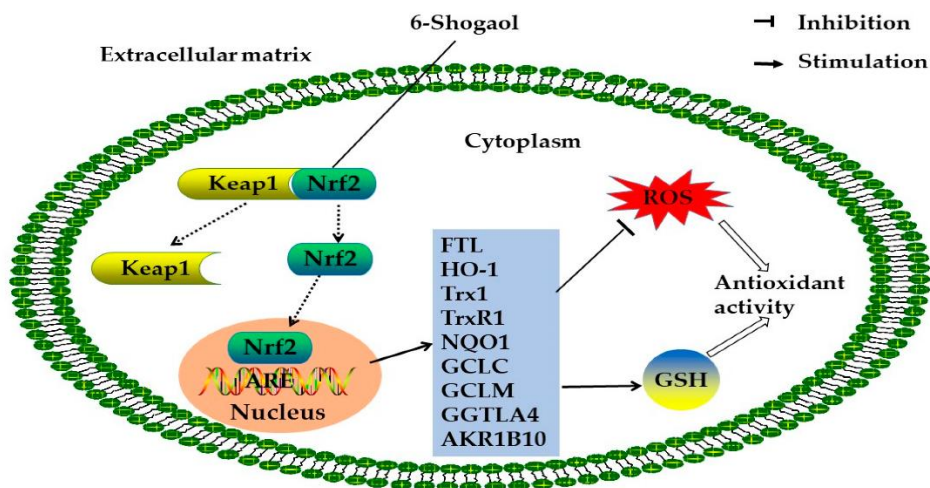 6-Shogaol
Inhibition
Extracellular matrix
Stimulation
Cytoplasm
Keap1
Nrf2
ROS
Keap1
Nrf2
FTL
HO-1
Trx1
TrxR1
NQO1
GCLC
GCLM
GGTLA4
AKR1B10
Antioxidant
activity
Nrf2
ARE
Nucleus
GSH